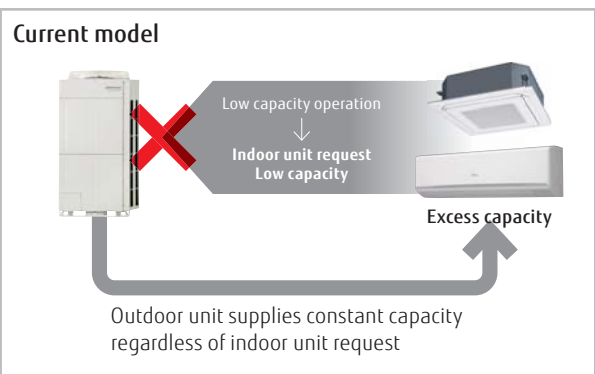 Current model
Low capacity operation
↓
Indoor unit request
Low capacity
Excess capacity
Outdoor unit supplies constant capacity
regardless of indoor unit request